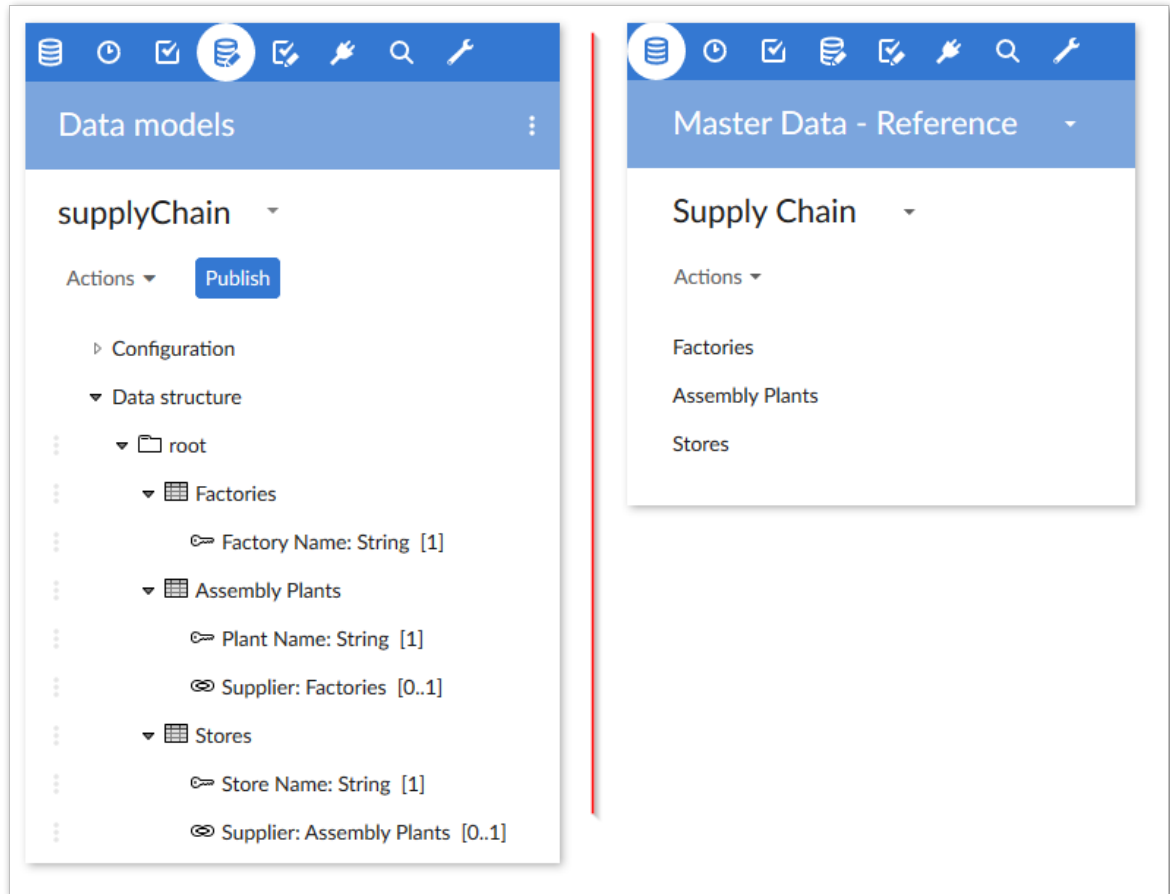 Data models
supplyChain
Actions
Publish
Configuration
Data structure
root
Factories
Factory Name: String [1]
Assembly Plants
Plant Name: String [1]
Supplier: Factories [0..1]
Stores
Store Name: String [1]
Supplier: Assembly Plants [0..1]
Master Data - Reference
Supply Chain
Actions
Factories
Assembly Plants
Stores